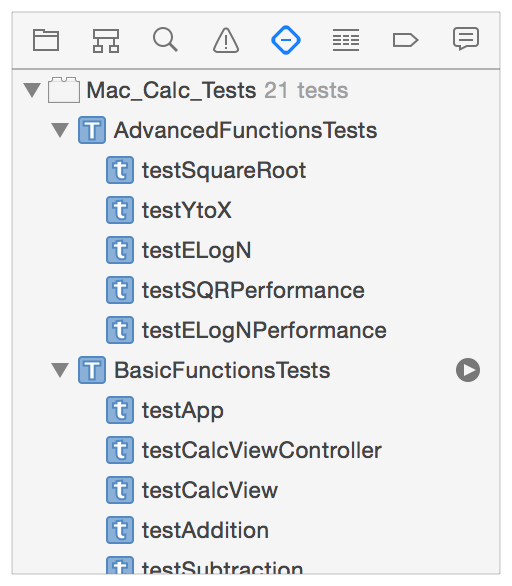 Mac_Calc_Tests 21 tests
T AdvancedFunctionsTests
t testSquareRoot
t testYtoX
t testELogN
t testSQRPerformance
t testELogNPerformance
T BasicFunctionsTests
t testApp
t testCalcViewController
t testCalcView
t testAddition
t testSubtraction